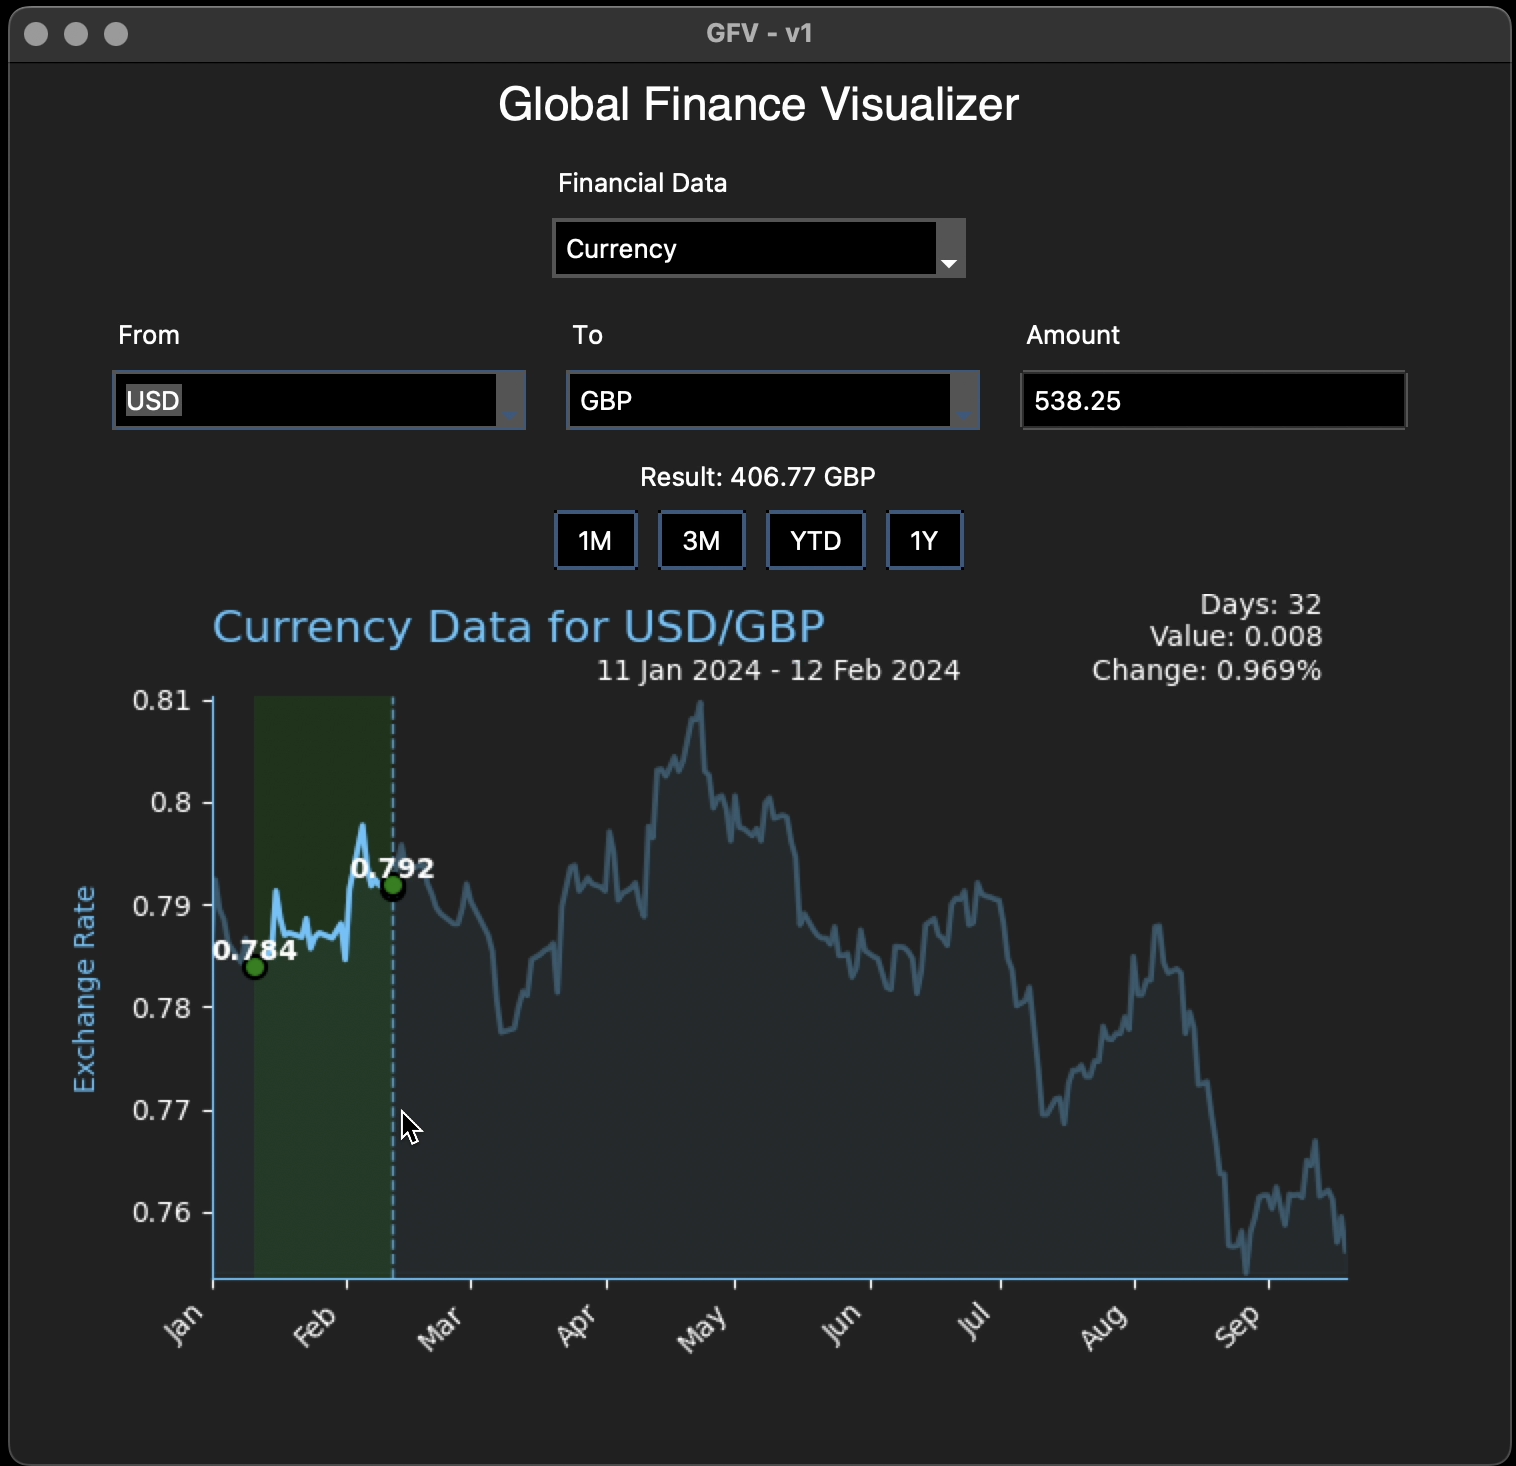 GFV - v1
Global Finance Visualizer
Financial Data
Currency
From To Amount
USD GBP 538.25
Result: 406.77 GBP
1M 3M YTD 1Y
Currency Data for USD/GBP
Days: 32
Value: 0.008
11 Jan 2024 - 12 Feb 2024
Change: 0.969%
0.81
0.8
0.792
0.79
0.784
0.78
0.77
0.76
Exchange Rate
Jan Feb Mar Apr May Jun Jul Aug Sep